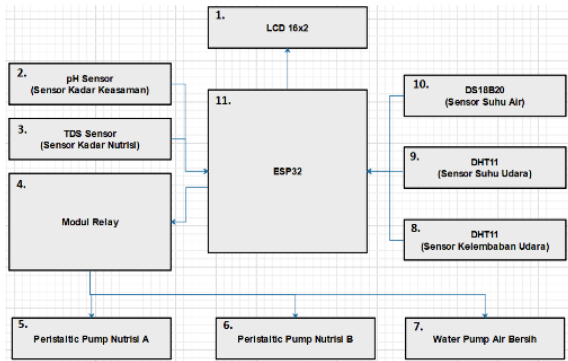 1.
LCD 16x2
2.
pH Sensor
(Sensor Kadar Keasaman)
3.
TDS Sensor
(Sensor Kadar Nutrisi)
4.
Modul Relay
11.
ESP32
10.
DS18B20
(Sensor Suhu Air)
9.
DHT11
(Sensor Suhu Udara)
8.
DHT11
(Sensor Kelembaban Udara)
5.
Peristaltic Pump Nutrisi A
6.
Peristaltic Pump Nutrisi B
7.
Water Pump Air Bersih